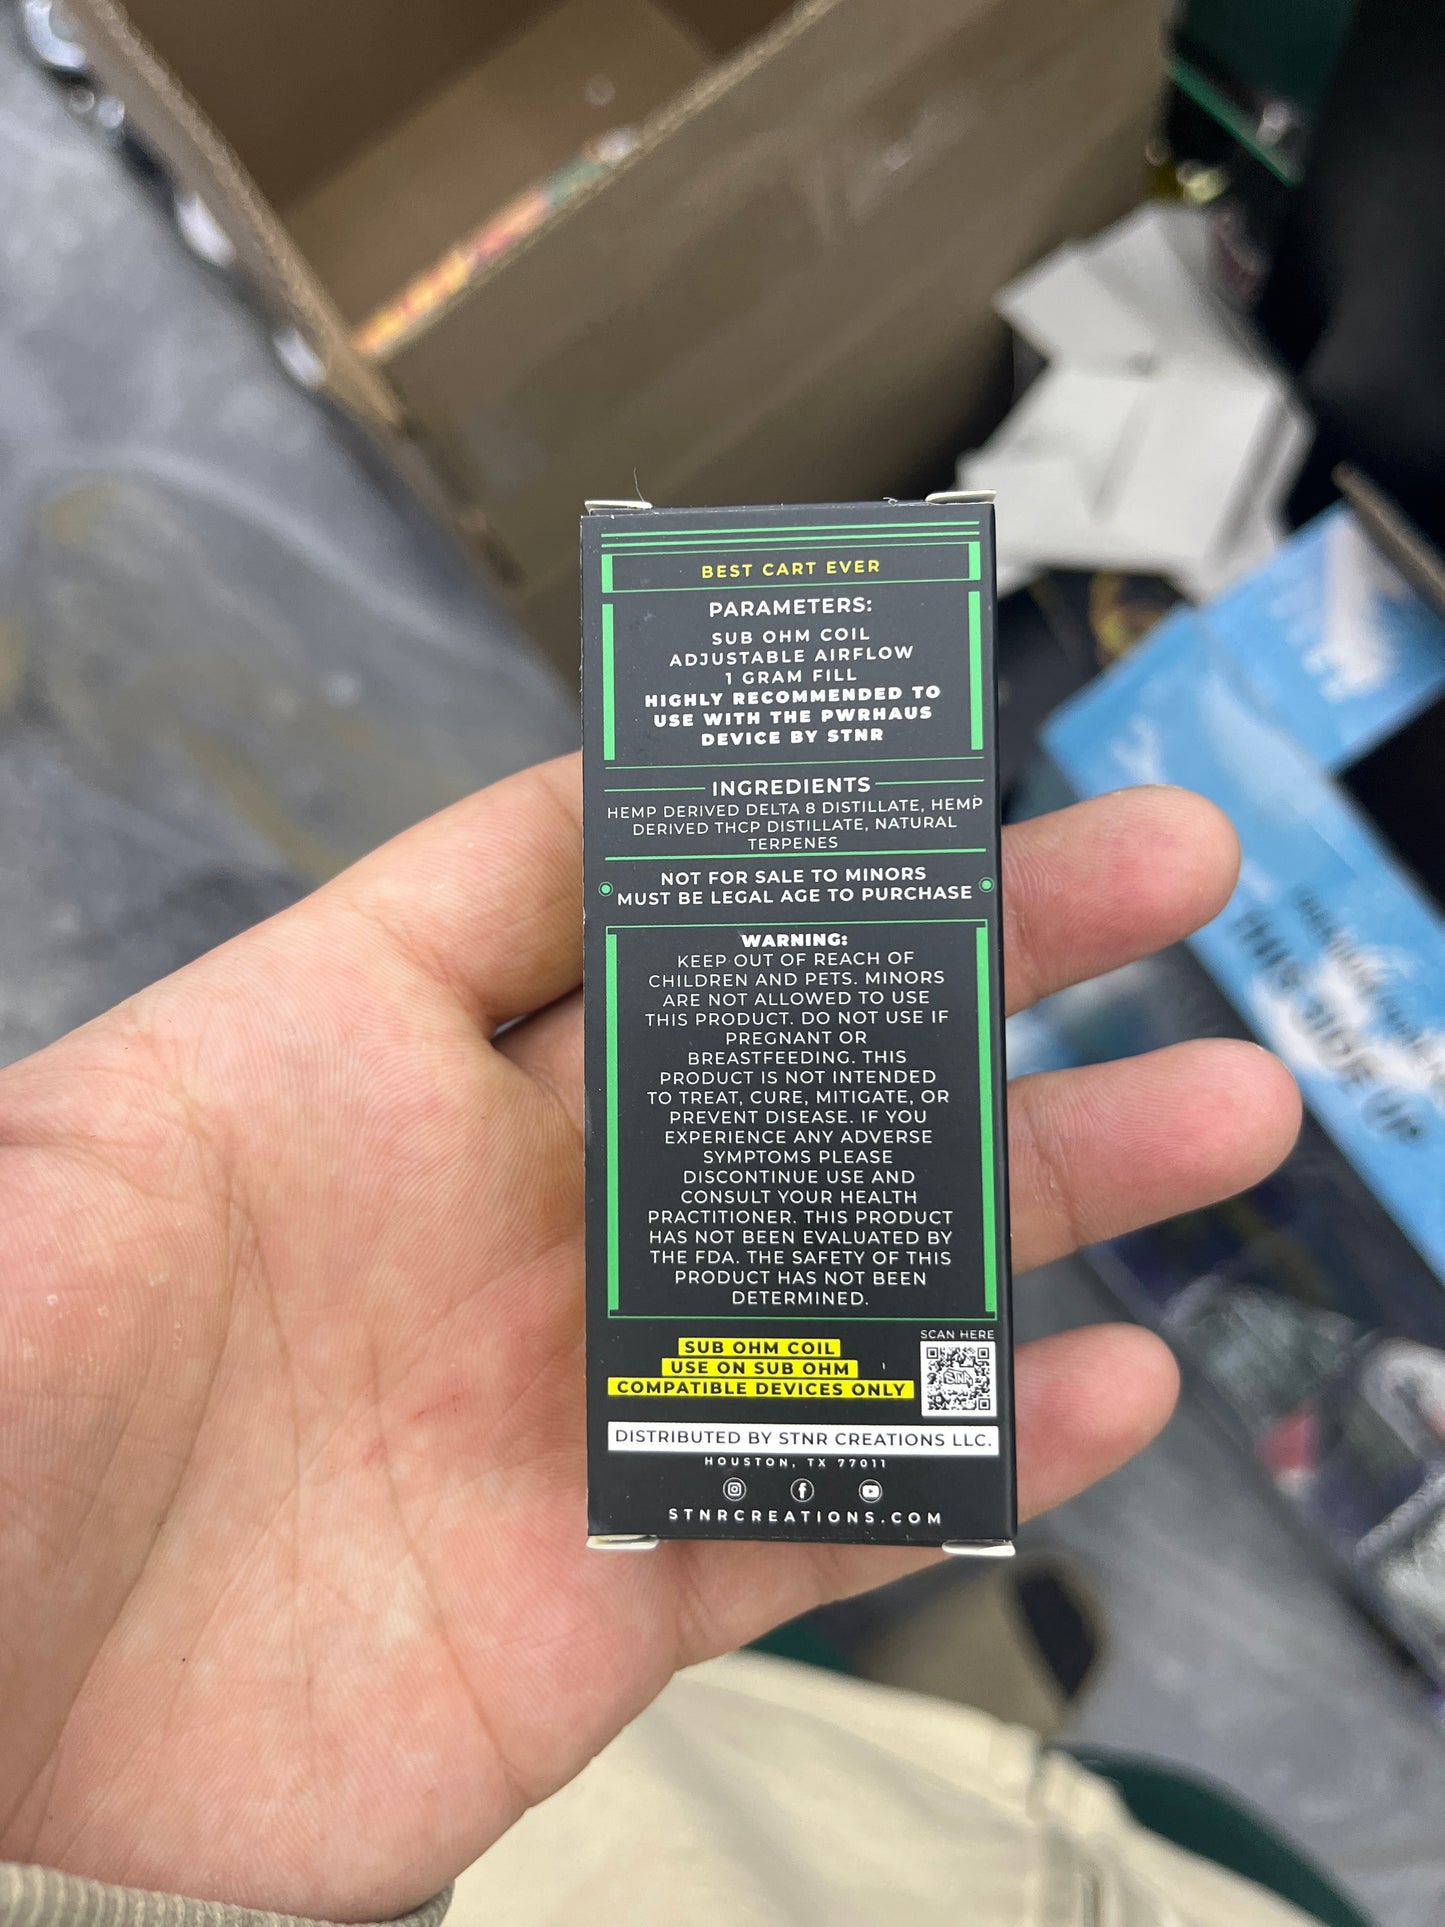 BEST CART EVER
PARAMETERS:
SUB OHM COIL
ADJUSTABLE AIRFLOW
1 GRAM FILL
HIGHLY RECOMMENDED TO
USE WITH THE PWRHAUS
DEVICE BY STNR
INGREDIENTS
HEMP DERIVED DELTA 8 DISTILLATE, HEMP
DERIVED THCP DISTILLATE, NATURAL
TERPENES
NOT FOR SALE TO MINORS
MUST BE LEGAL AGE TO PURCHASE
WARNING:
KEEP OUT OF REACH OF
CHILDREN AND PETS. MINORS
ARE NOT ALLOWED TO USE
THIS PRODUCT. DO NOT USE IF
PREGNANT OR
BREASTFEEDING. THIS
PRODUCT IS NOT INTENDED
TO TREAT, CURE, MITIGATE, OR
PREVENT DISEASE. IF YOU
EXPERIENCE ANY ADVERSE
SYMPTOMS PLEASE
DISCONTINUE USE AND
CONSULT YOUR HEALTH
PRACTITIONER. THIS PRODUCT
HAS NOT BEEN EVALUATED BY
THE FDA. THE SAFETY OF THIS
PRODUCT HAS NOT BEEN
DETERMINED.
SCAN HERE
SUB OHM COIL
USE ON SUB OHM
COMPATIBLE DEVICES ONLY
STNR
DISTRIBUTED BY STNR CREATIONS LLC.
HOUSTON, TX 77011
STNRCREATIONS.COM
THIS SIDE UP